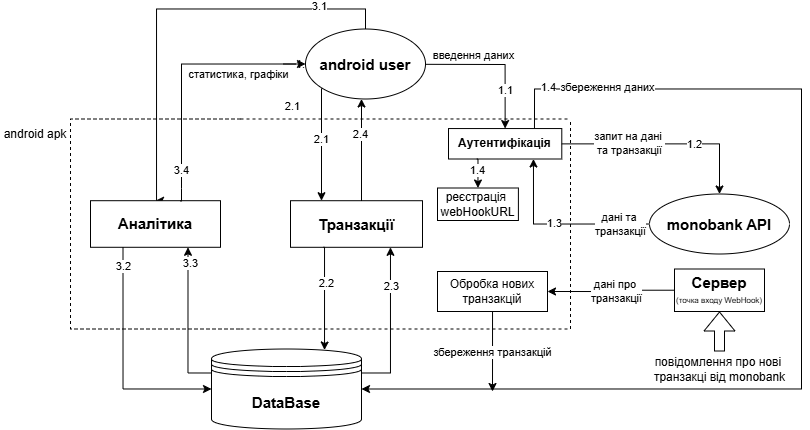 3.1
android user
введення даних
статистика, графіки
1.1
1.4 збереження даних
2.1
android apk
2.1
2.4
Аутентифікація
запит на дані
та транзакції
1.2
3.4
1.4
реєстрація
webHookURL
Аналітика
Транзакції
1.3
дані та
транзакції
monobank API
3.2
3.3
2.2
2.3
Обробка нових
транзакцій
дані про
транзакції
Сервер
(точка входу WebHook)
збереження транзакцій
повідомлення про нові
транзакці від monobank
DataBase